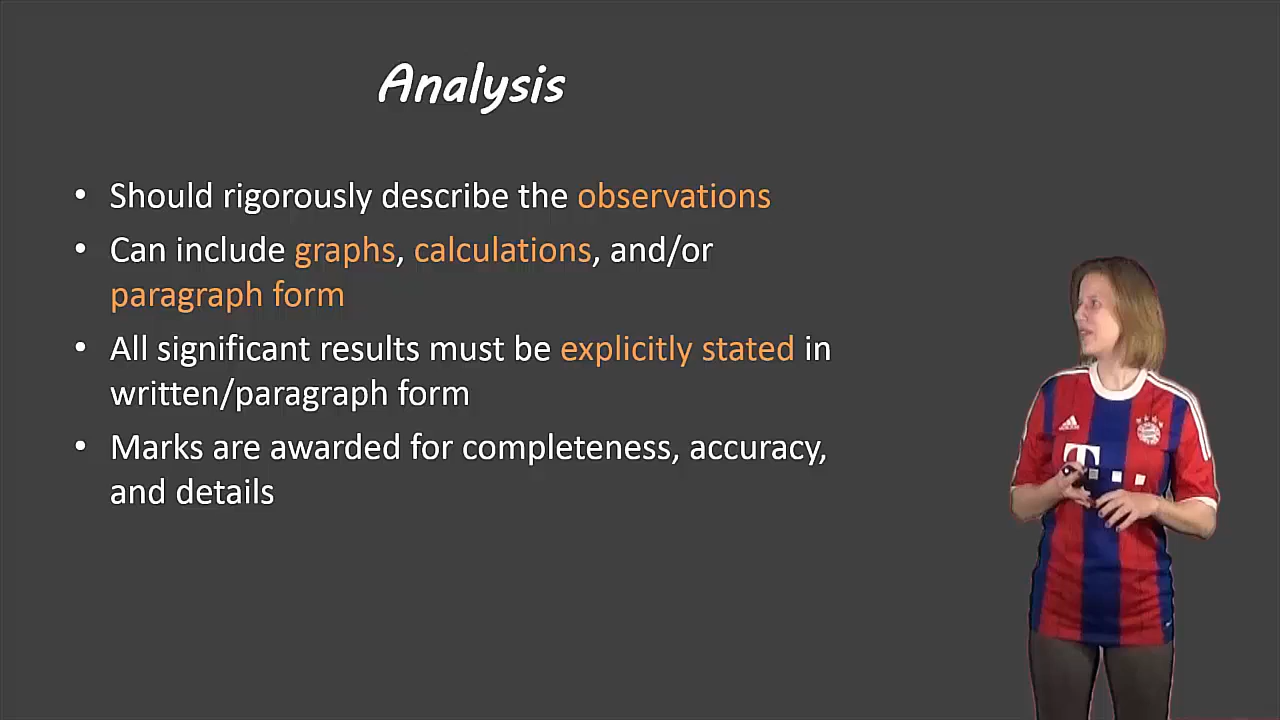 Analysis
• Should rigorously describe the observations
• Can include graphs, calculations, and/or
paragraph form
• All significant results must be explicitly stated in
written/paragraph form
• Marks are awarded for completeness, accuracy,
and details
adidas
T